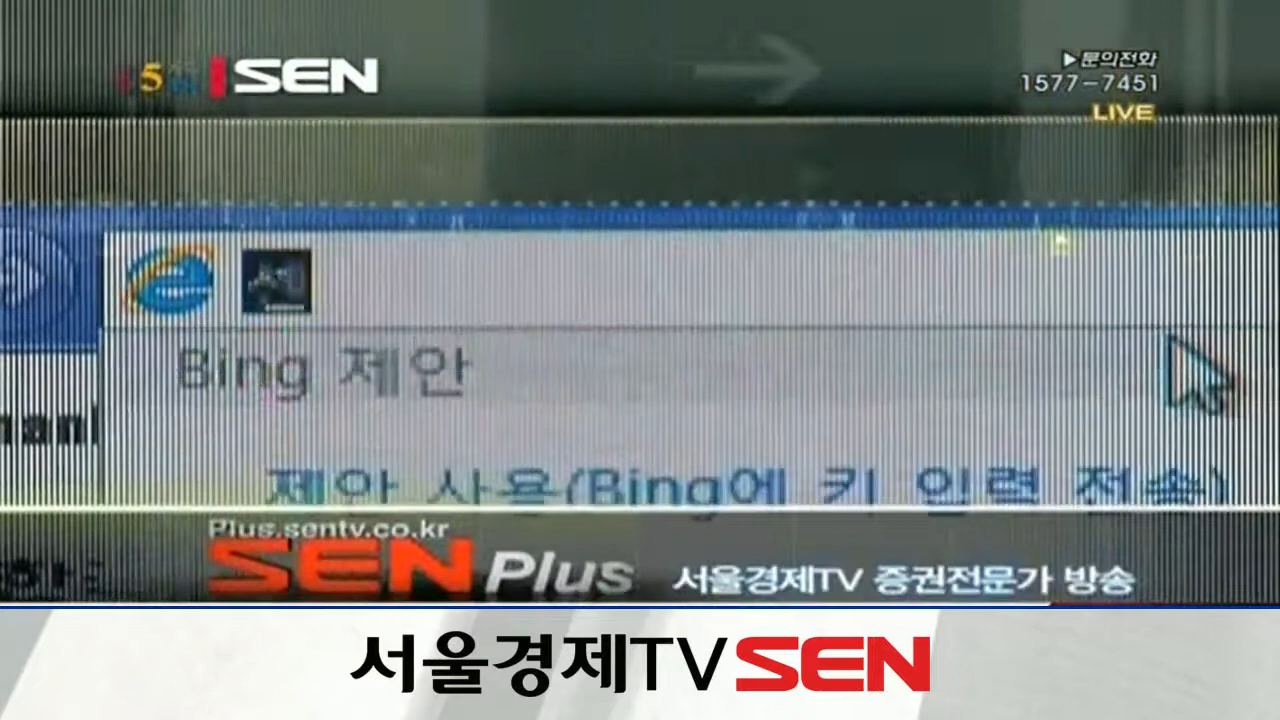 5
SEN
▶문의전화
1577-7451
LIVE
Bing 제안
제안 사용(Bing에 키 입력 전송)
Plus.sentv.co.kr
SEN Plus
서울경제TV 증권전문가 방송
서울경제TV SEN